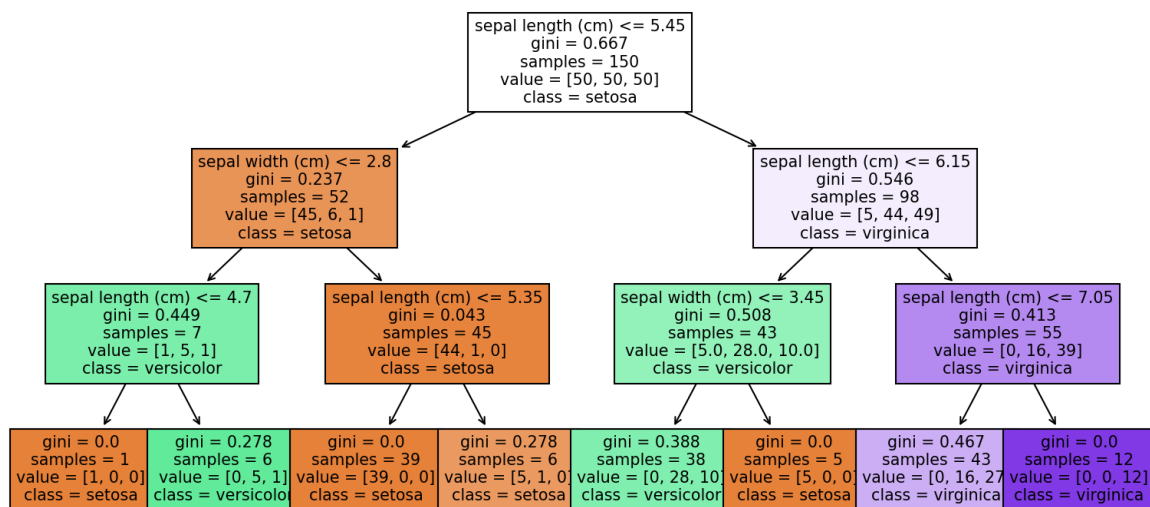 sepal length (cm) <= 5.45
gini = 0.667
samples = 150
value = [50, 50, 50]
class = setosa
sepal width (cm) <= 2.8
gini = 0.237
samples = 52
value = [45, 6, 1]
class = setosa
sepal length (cm) <= 6.15
gini = 0.546
samples = 98
value = [5, 44, 49]
class = virginica
sepal length (cm) <= 4.7
gini = 0.449
samples = 7
value = [1, 5, 1]
class = versicolor
sepal length (cm) <= 5.35
gini = 0.043
samples = 45
value = [44, 1, 0]
class = setosa
sepal width (cm) <= 3.45
gini = 0.508
samples = 43
value = [5.0, 28.0, 10.0]
class = versicolor
sepal length (cm) <= 7.05
gini = 0.413
samples = 55
value = [0, 16, 39]
class = virginica
gini = 0.0
samples = 1
value = [1, 0, 0]
class = setosa
gini = 0.278
samples = 6
value = [0, 5, 1]
class = versicolor
gini = 0.0
samples = 39
value = [39, 0, 0]
class = setosa
gini = 0.278
samples = 6
value = [5, 1, 0]
class = setosa
gini = 0.388
samples = 38
value = [0, 28, 10]
class = versicolor
gini = 0.0
samples = 5
value = [5, 0, 0]
class = setosa
gini = 0.467
samples = 43
value = [0, 16, 27
class = virginica
gini = 0.0
samples = 12
value = [0, 0, 12]
class = virginica